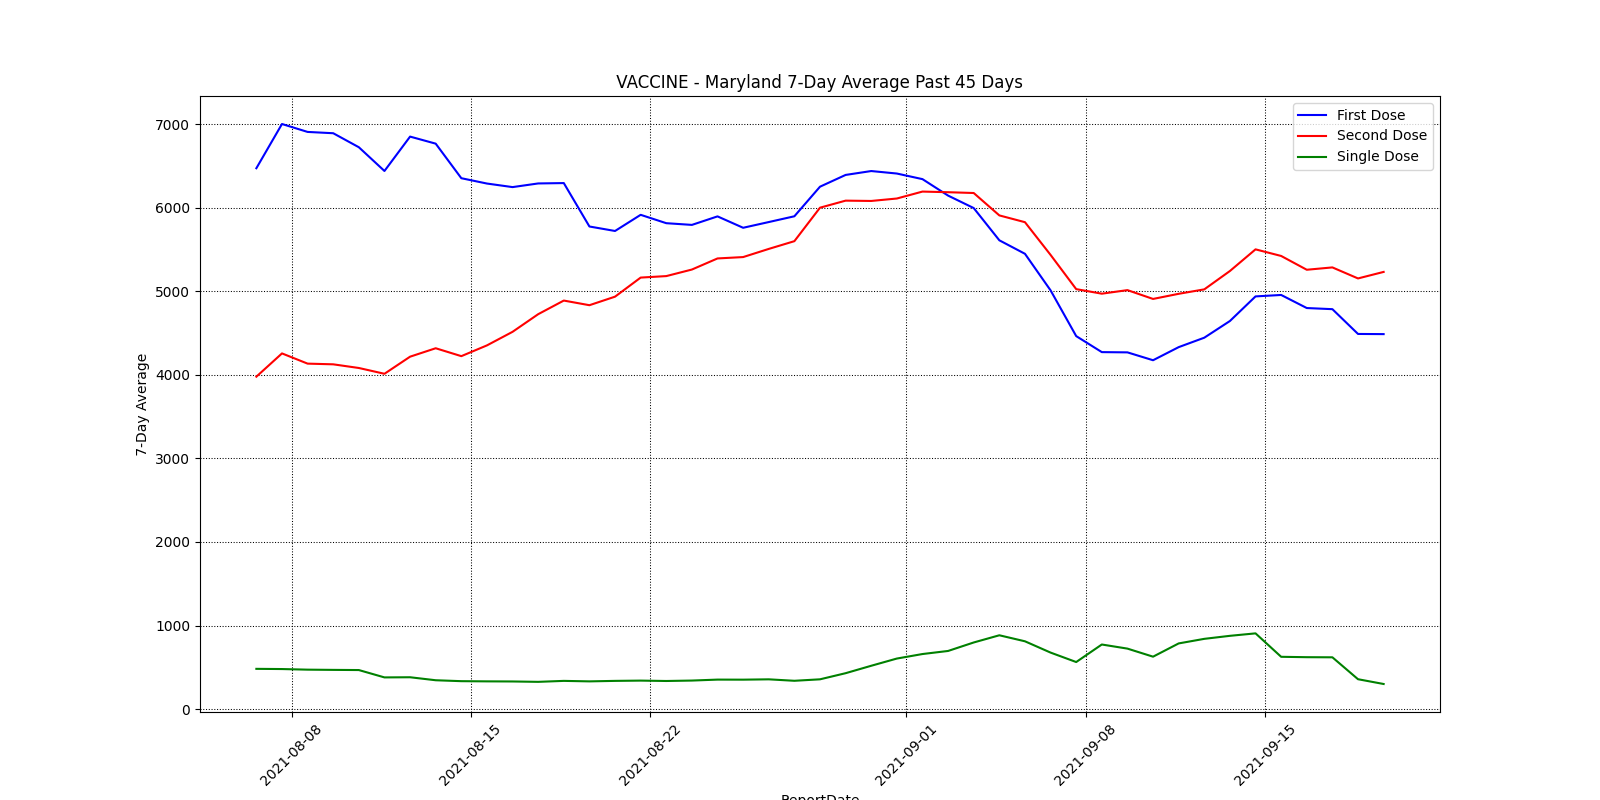 VACCINE - Maryland 7-Day Average Past 45 Days
First Dose
Second Dose
Single Dose
7-Day Average
7000
6000
5000
4000
3000
2000
1000
0
2021-08-08
2021-08-15
2021-08-22
2021-09-01
2021-09-08
2021-09-15
ReportDate